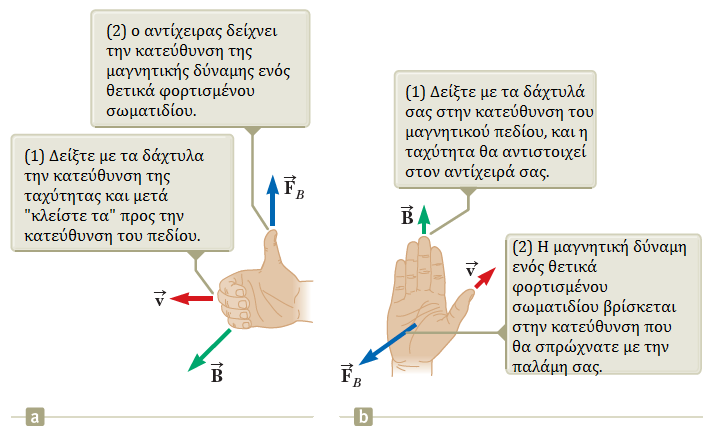 (2) ο αντίχειρας δείχνει
την κατεύθυνση της
μαγνητικής δύναμης ενός
θετικά φορτισμένου
σωματιδίου.
(1) Δείξτε με τα δάχτυλα
την κατεύθυνση της
ταχύτητας και μετά
"κλείστε τα" προς την
κατεύθυνση του πεδίου.
F⃗_B
v⃗
B⃗
a
(1) Δείξτε με τα δάχτυλά
σας στην κατεύθυνση του
μαγνητικού πεδίου, και η
ταχύτητα θα αντιστοιχεί
στον αντίχειρά σας.
B⃗
v⃗
(2) Η μαγνητική δύναμη
ενός θετικά
φορτισμένου
σωματιδίου βρίσκεται
στην κατεύθυνση που
θα σπρώχνατε με την
παλάμη σας.
F⃗_B
b